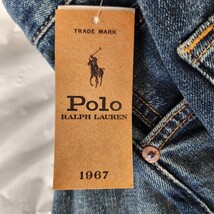 TRADE MARK
Polo
RALPH LAUREN
1967